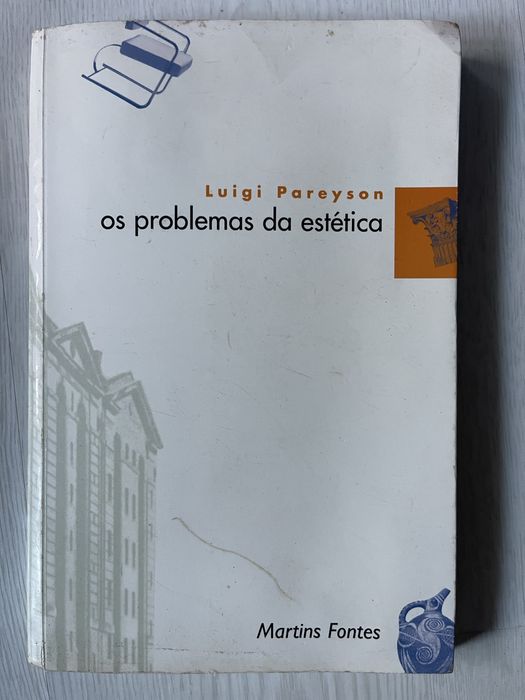 Luigi Pareyson
os problemas da estética
Martins Fontes